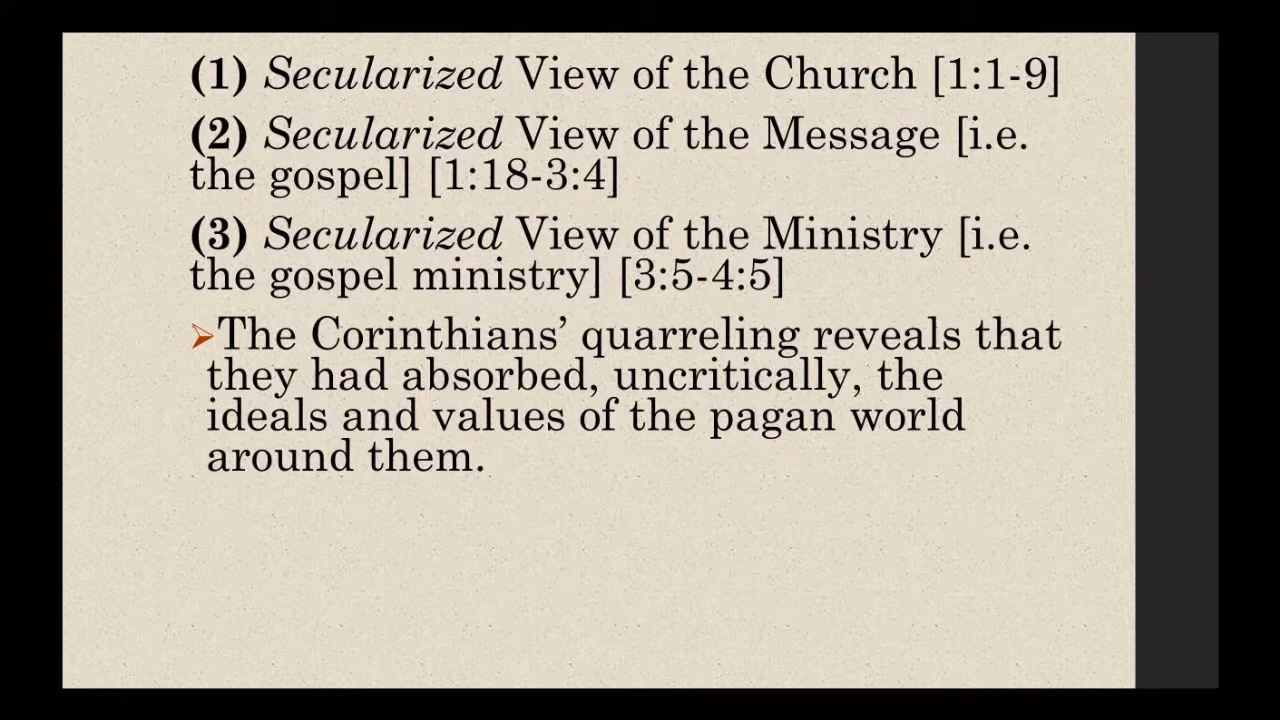 (1) Secularized View of the Church [1:1-9]
(2) Secularized View of the Message [i.e.
the gospel] [1:18-3:4]
(3) Secularized View of the Ministry [i.e.
the gospel ministry] [3:5-4:5]
The Corinthians’ quarreling reveals that
they had absorbed, uncritically, the
ideals and values of the pagan world
around them.